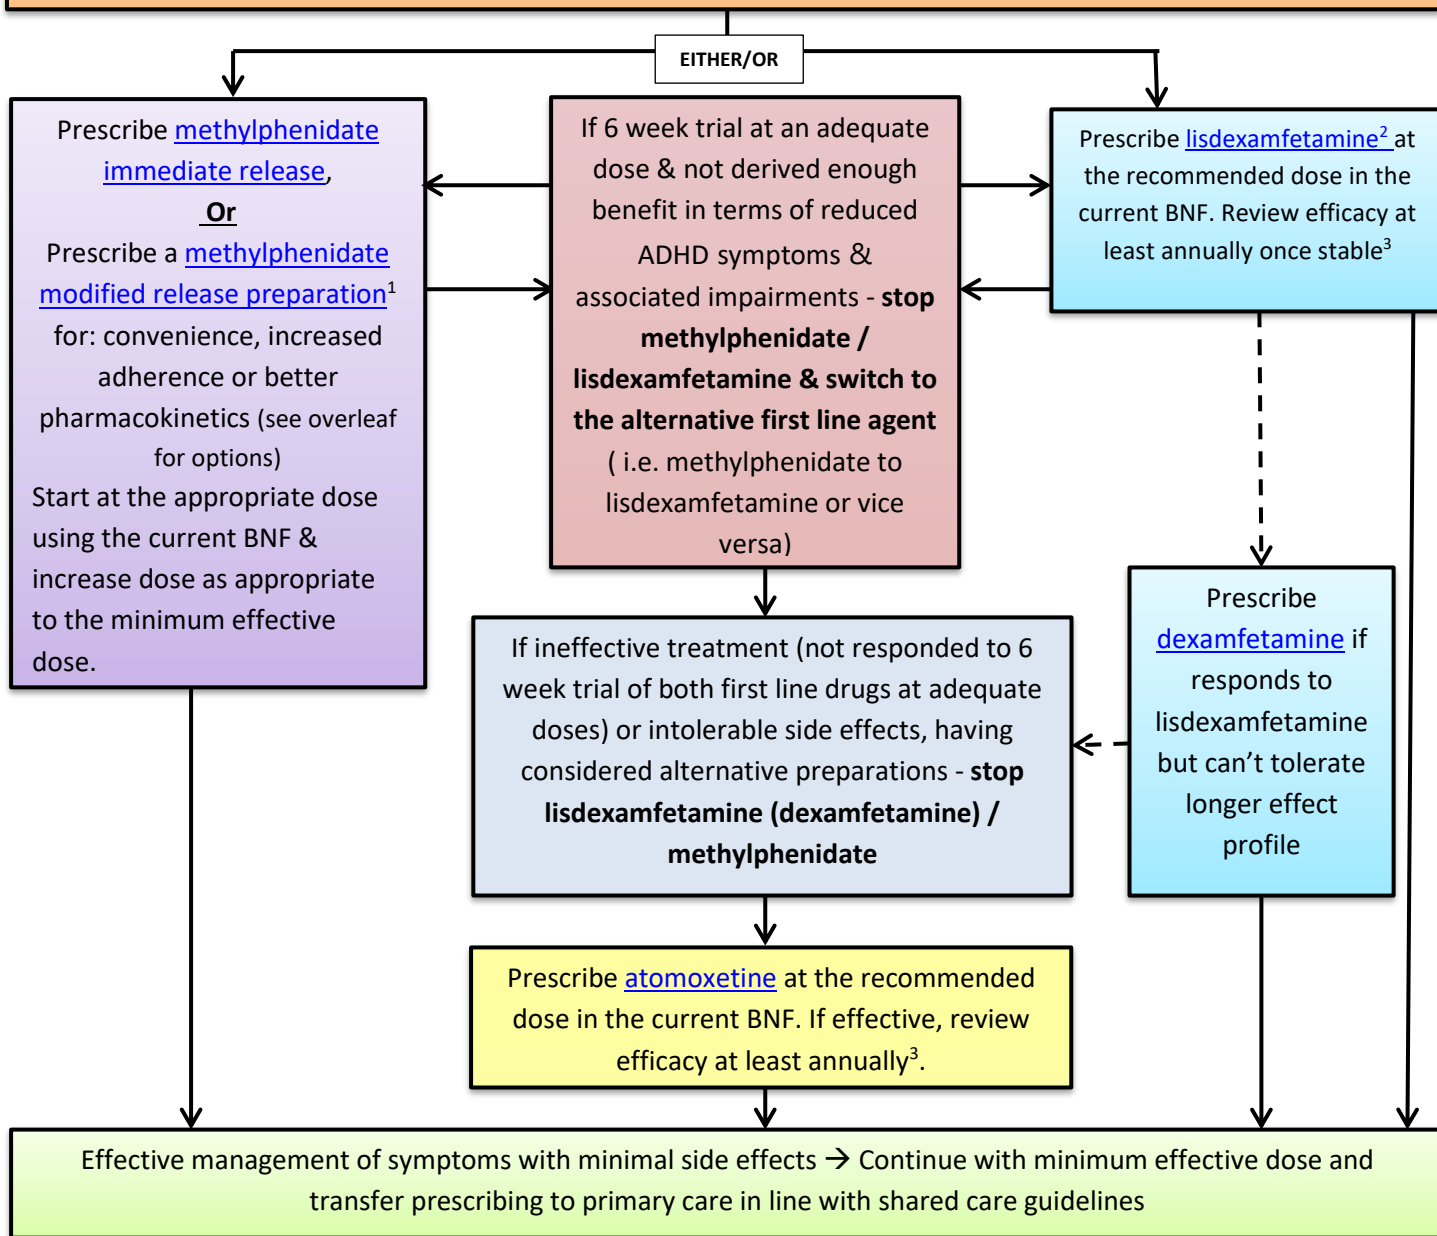 EITHER/OR
Prescribe methylphenidate
immediate release,
Or
Prescribe a methylphenidate
modified release preparation1
for: convenience, increased
adherence or better
pharmacokinetics (see overleaf
for options)
Start at the appropriate dose
using the current BNF &
increase dose as appropriate
to the minimum effective
dose.
If 6 week trial at an adequate
dose & not derived enough
benefit in terms of reduced
ADHD symptoms &
associated impairments - stop
methylphenidate /
lisdexamfetamine & switch to
the alternative first line agent
( i.e. methylphenidate to
lisdexamfetamine or vice
versa)
Prescribe lisdexamfetamine2 at
the recommended dose in the
current BNF. Review efficacy at
least annually once stable3
If ineffective treatment (not responded to 6
week trial of both first line drugs at adequate
doses) or intolerable side effects, having
considered alternative preparations - stop
lisdexamfetamine (dexamfetamine) /
methylphenidate
Prescribe
dexamfetamine if
responds to
lisdexamfetamine
but can’t tolerate
longer effect
profile
Prescribe atomoxetine at the recommended
dose in the current BNF. If effective, review
efficacy at least annually3.
Effective management of symptoms with minimal side effects → Continue with minimum effective dose and
transfer prescribing to primary care in line with shared care guidelines